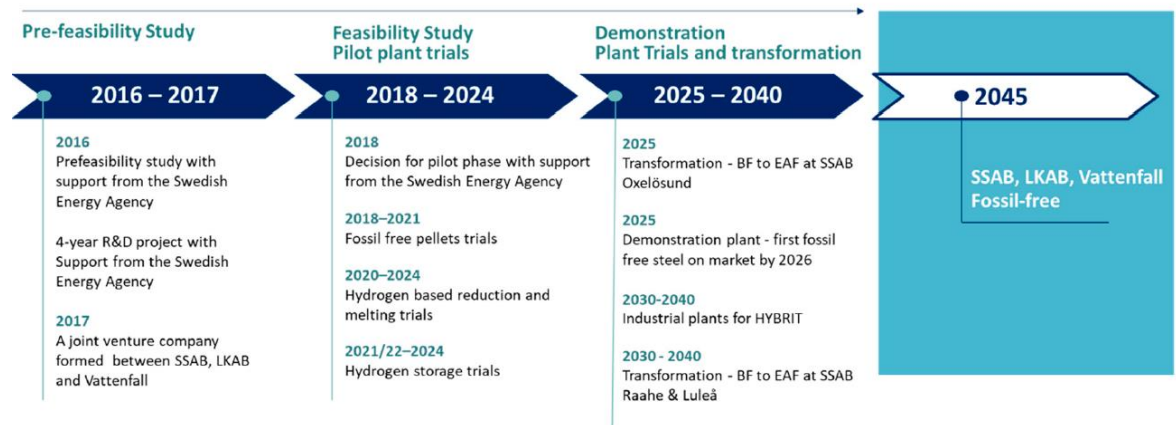 Pre-feasibility Study
Feasibility Study
Pilot plant trials
Demonstration
Plant Trials and transformation
2016 – 2017
2018 – 2024
2025 – 2040
2045
2016
Prefeasibility study with
support from the Swedish
Energy Agency
4-year R&D project with
Support from the Swedish
Energy Agency
2017
A joint venture company
formed between SSAB, LKAB
and Vattenfall
2018
Decision for pilot phase with support
from the Swedish Energy Agency
2018–2021
Fossil free pellets trials
2020–2024
Hydrogen based reduction and
melting trials
2021/22–2024
Hydrogen storage trials
2025
Transformation - BF to EAF at SSAB
Oxelösund
2025
Demonstration plant - first fossil
free steel on market by 2026
2030-2040
Industrial plants for HYBRIT
2030 - 2040
Transformation - BF to EAF at SSAB
Raahe & Luleå
SSAB, LKAB, Vattenfall
Fossil-free